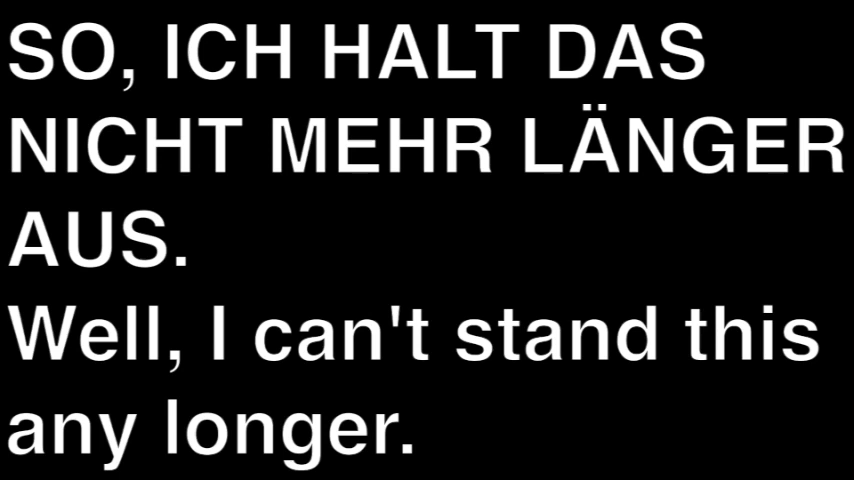 SO, ICH HALT DAS
NICHT MEHR LÄNGER
AUS.
Well, I can't stand this
any longer.